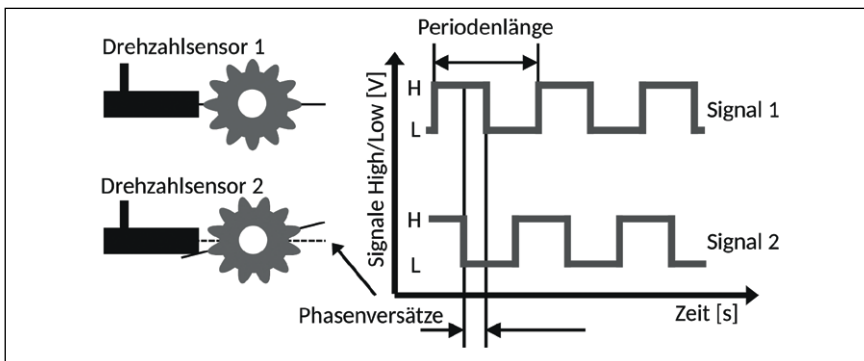 Drehzahlsensor 1
Drehzahlsensor 2
Phasenversätze
Periodenlänge
Signale High/Low [V]
H
L
Signal 1
H
L
Signal 2
Zeit [s]